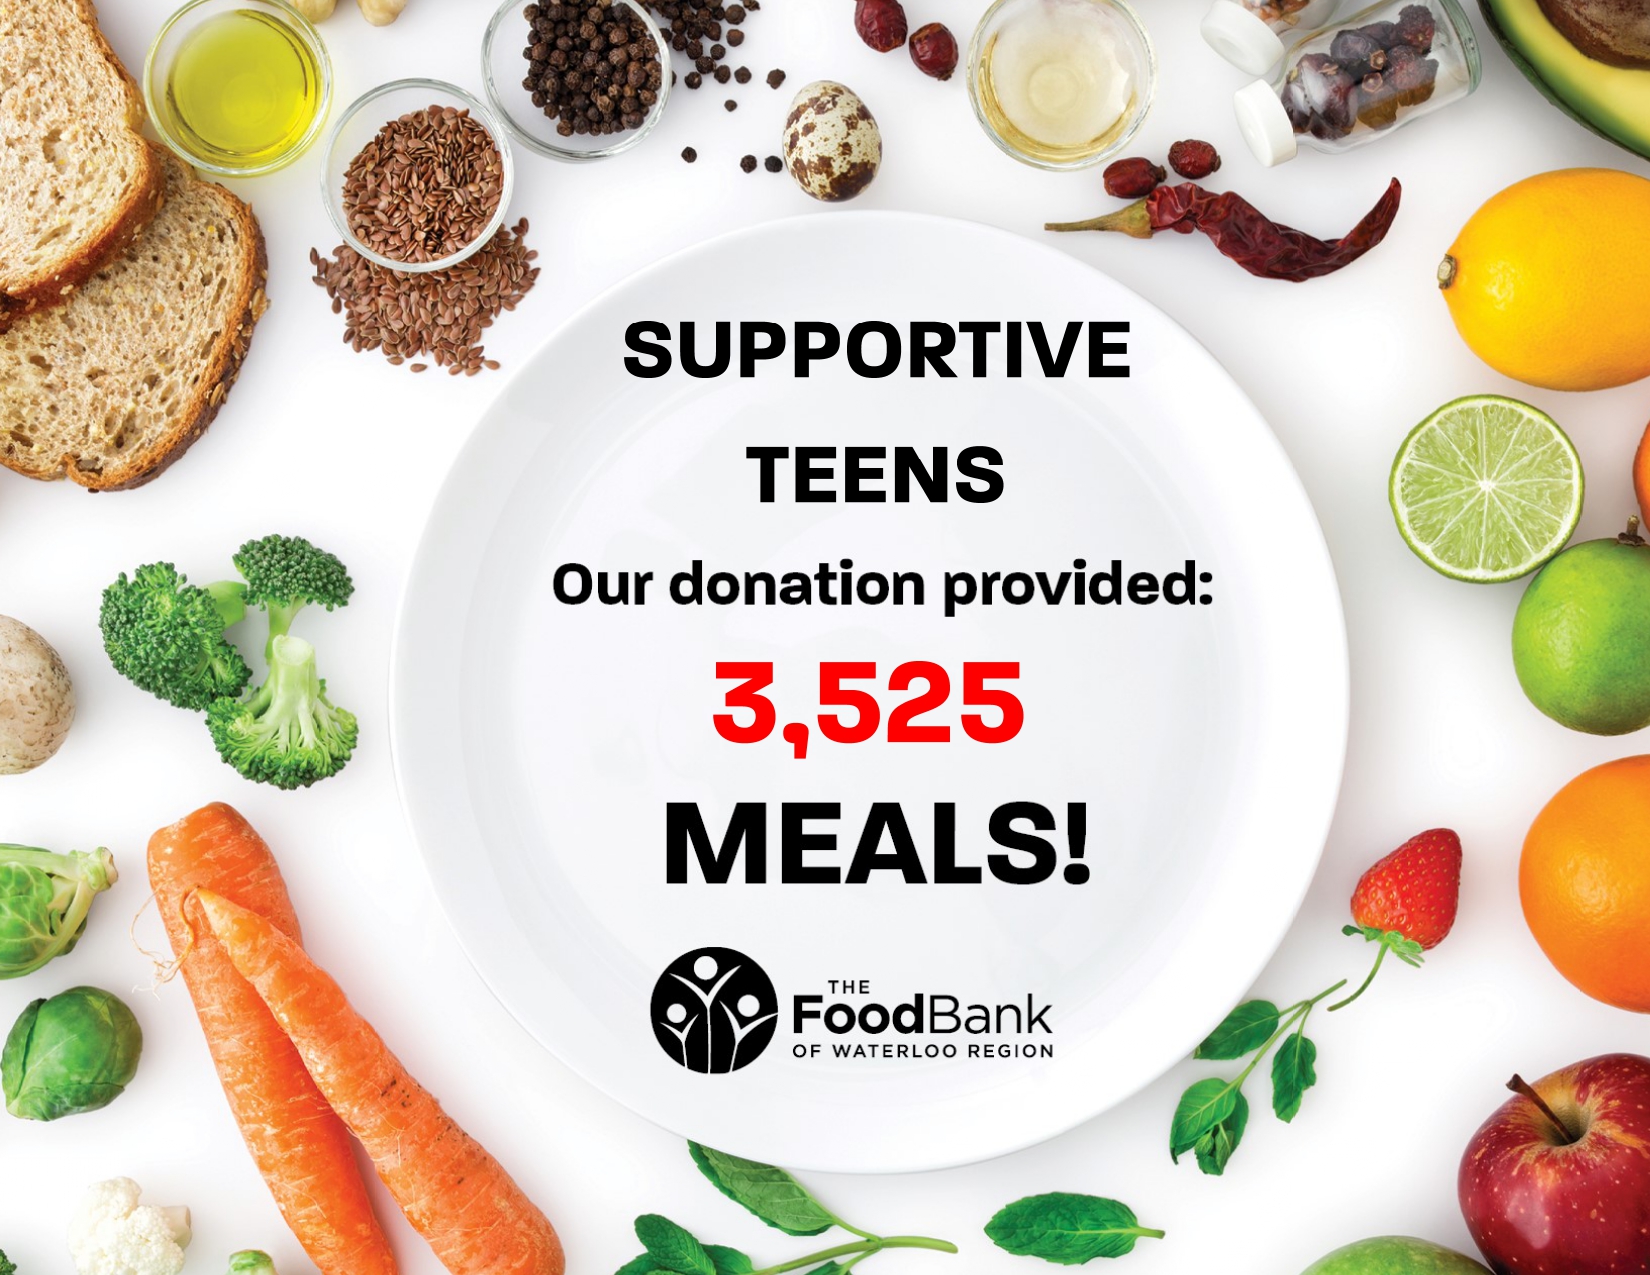 SUPPORTIVE
TEENS
Our donation provided:
3,525
MEALS!
THE
FoodBank
OF WATERLOO REGION